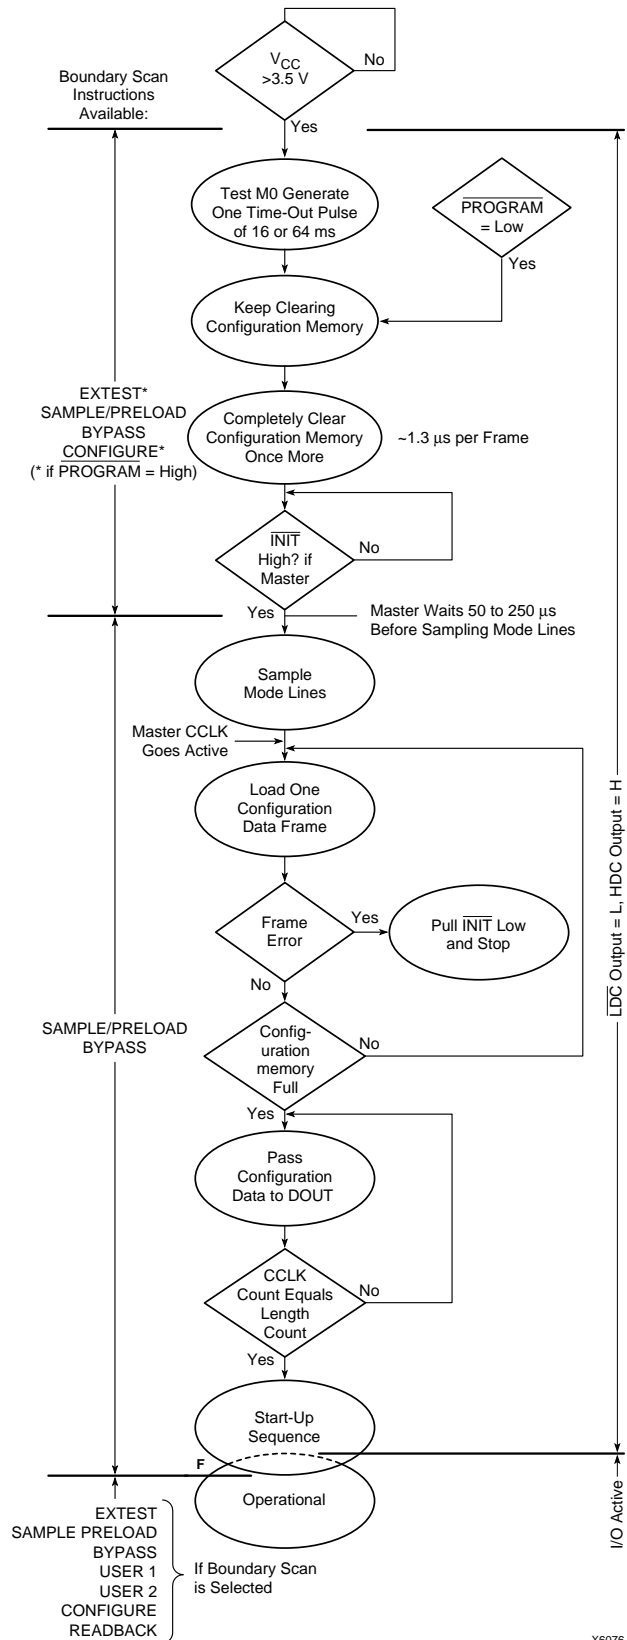 V_CC
>3.5 V
No
Boundary Scan
Instructions
Available:
Yes
Test M0 Generate
One Time-Out Pulse
of 16 or 64 ms
PROGRAM
= Low
Yes
Keep Clearing
Configuration Memory
EXTEST*
SAMPLE/PRELOAD
BYPASS
CONFIGURE*
(* if PROGRAM = High)
Completely Clear
Configuration Memory
Once More
~1.3 µs per Frame
INIT
High? if
Master
No
Yes
Master Waits 50 to 250 µs
Before Sampling Mode Lines
Sample
Mode Lines
Master CCLK
Goes Active
Load One
Configuration
Data Frame
LDC Output = L, HDC Output = H
Frame
Error
Yes
Pull INIT Low
and Stop
No
SAMPLE/PRELOAD
BYPASS
Config-
uration
memory
Full
No
Yes
Pass
Configuration
Data to DOUT
CCLK
Count Equals
Length
Count
No
Yes
Start-Up
Sequence
F
Operational
I/O Active
EXTEST
SAMPLE PRELOAD
BYPASS
USER 1
USER 2
CONFIGURE
READBACK
If Boundary Scan
is Selected
X6076